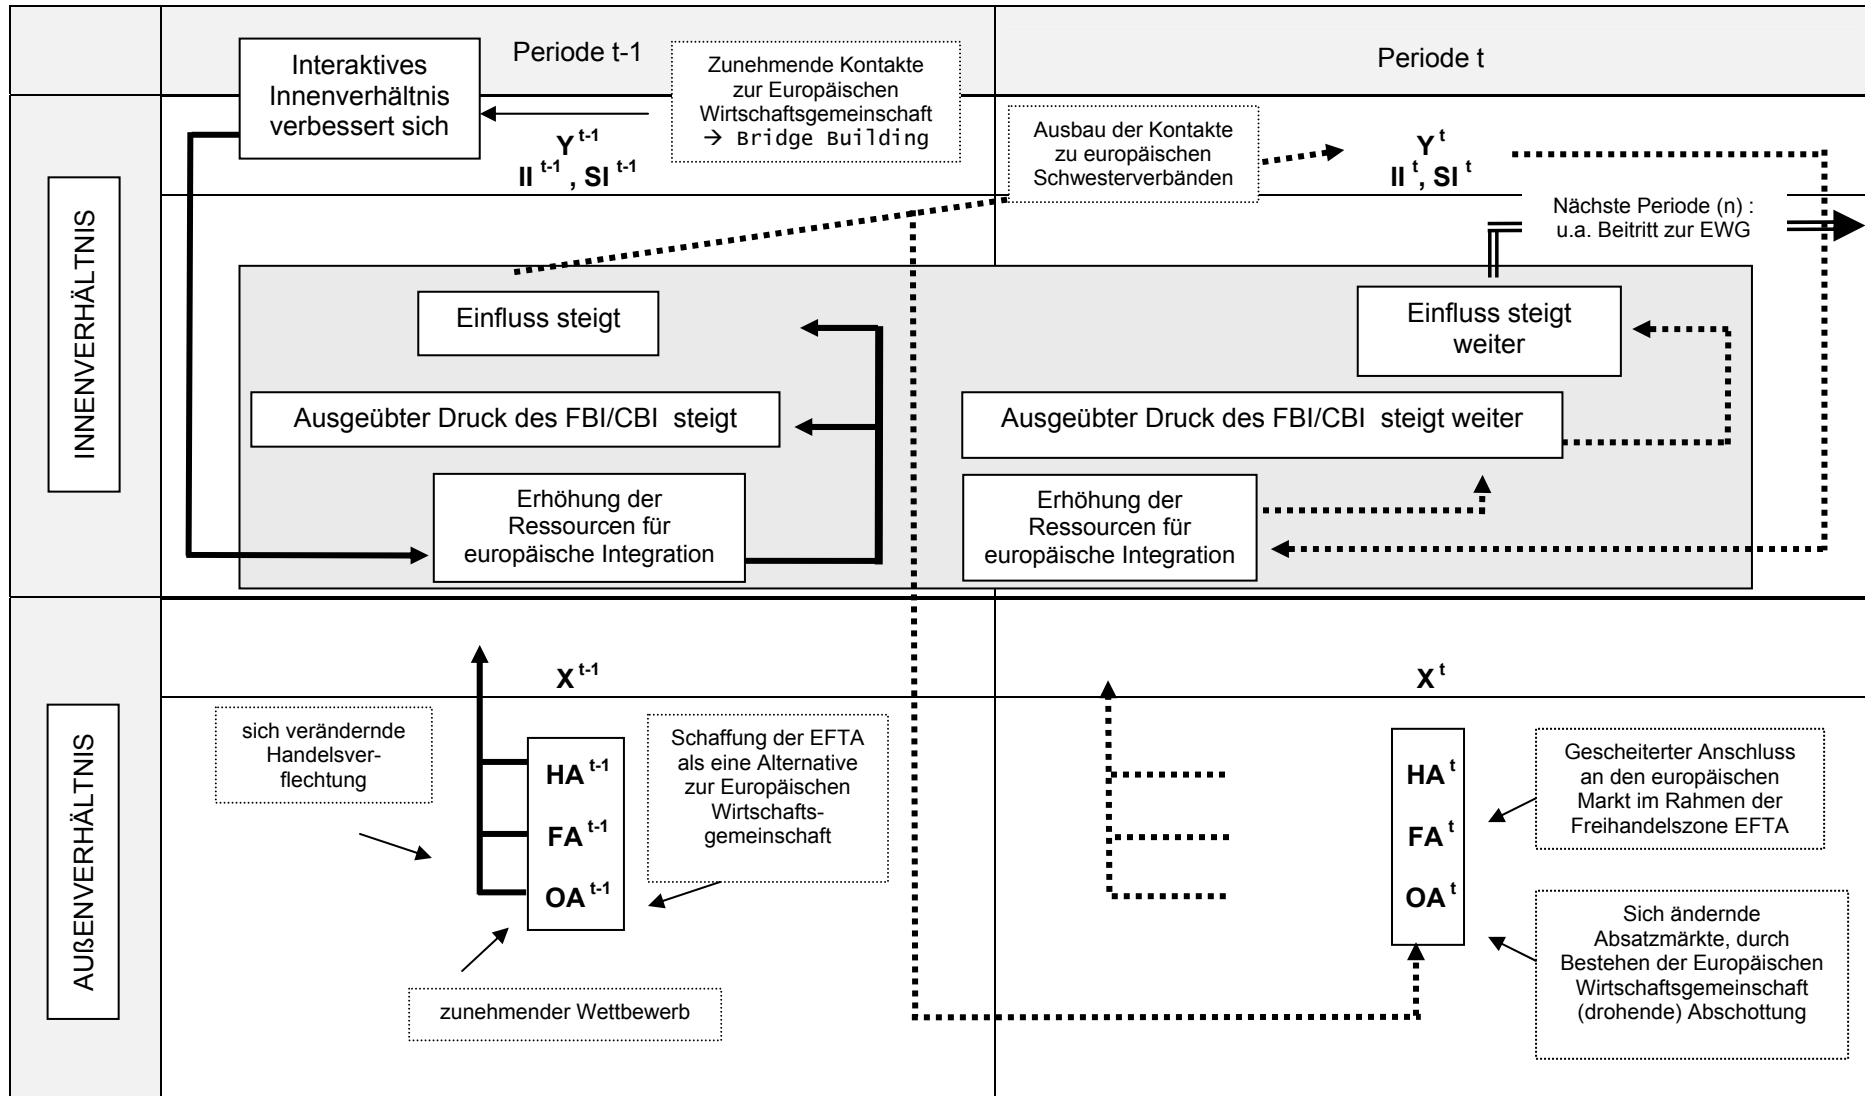 Periode t-1
Periode t
Interaktives
Innenverhältnis
verbessert sich
Zunehmende Kontakte
zur Europäischen
Wirtschaftsgemeinschaft
→ Bridge Building
Y t-1
II t-1 , SI t-1
Ausbau der Kontakte
zu europäischen
Schwesterverbänden
Y t
II t, SI t
Nächste Periode (n) :
u.a. Beitritt zur EWG
INNENVERHÄLTNIS
Einfluss steigt
Einfluss steigt
weiter
Ausgeübter Druck des FBI/CBI steigt
Ausgeübter Druck des FBI/CBI steigt weiter
Erhöhung der
Ressourcen für
europäische Integration
Erhöhung der
Ressourcen für
europäische Integration
AUßENVERHÄLTNIS
X t-1
X t
sich verändernde
Handelsver-
flechtung
HA t-1
FA t-1
OA t-1
Schaffung der EFTA
als eine Alternative
zur Europäischen
Wirtschafts-
gemeinschaft
zunehmender Wettbewerb
HA t
FA t
OA t
Gescheiterter Anschluss
an den europäischen
Markt im Rahmen der
Freihandelszone EFTA
Sich ändernde
Absatzmärkte, durch
Bestehen der Europäischen
Wirtschaftsgemeinschaft
(drohende) Abschottung